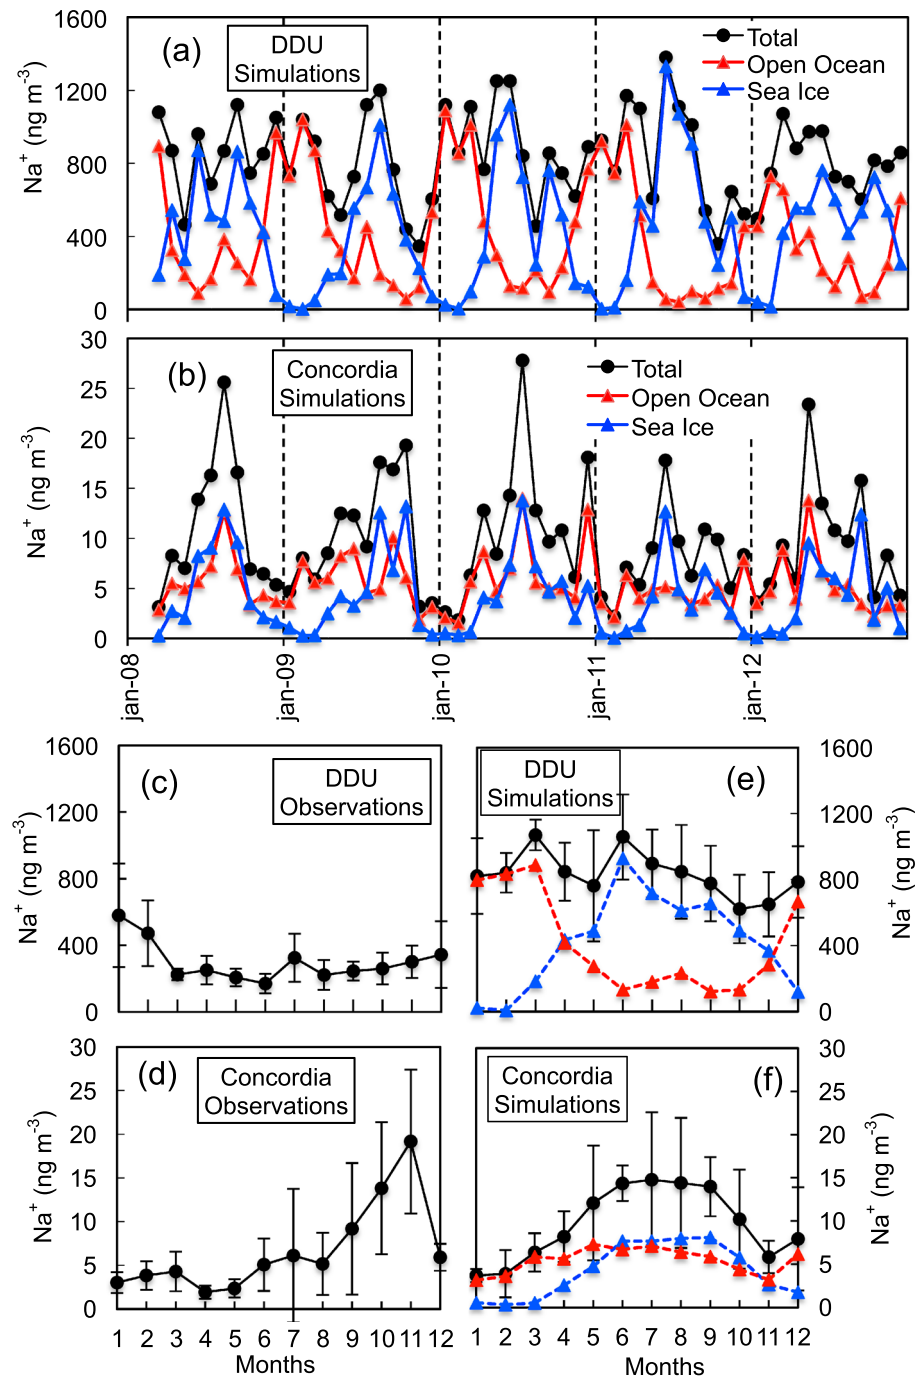 1600
1200
800
400
0
Na+ (ng m-3)
(a)
DDU
Simulations
Total
Open Ocean
Sea Ice
30
25
20
15
10
5
0
Na+ (ng m-3)
(b)
Concordia
Simulations
Total
Open Ocean
Sea Ice
jan-08
jan-09
jan-10
jan-11
jan-12
1600
1200
800
400
0
Na+ (ng m-3)
(c)
DDU
Observations
DDU
Simulations
(e)
1600
1200
800
400
0
Na+ (ng m-3)
30
25
20
15
10
5
0
Na+ (ng m-3)
(d)
Concordia
Observations
1 2 3 4 5 6 7 8 9 10 11 12
Months
Concordia
Simulations
(f)
30
25
20
15
10
5
0
Na+ (ng m-3)
1 2 3 4 5 6 7 8 9 10 11 12
Months